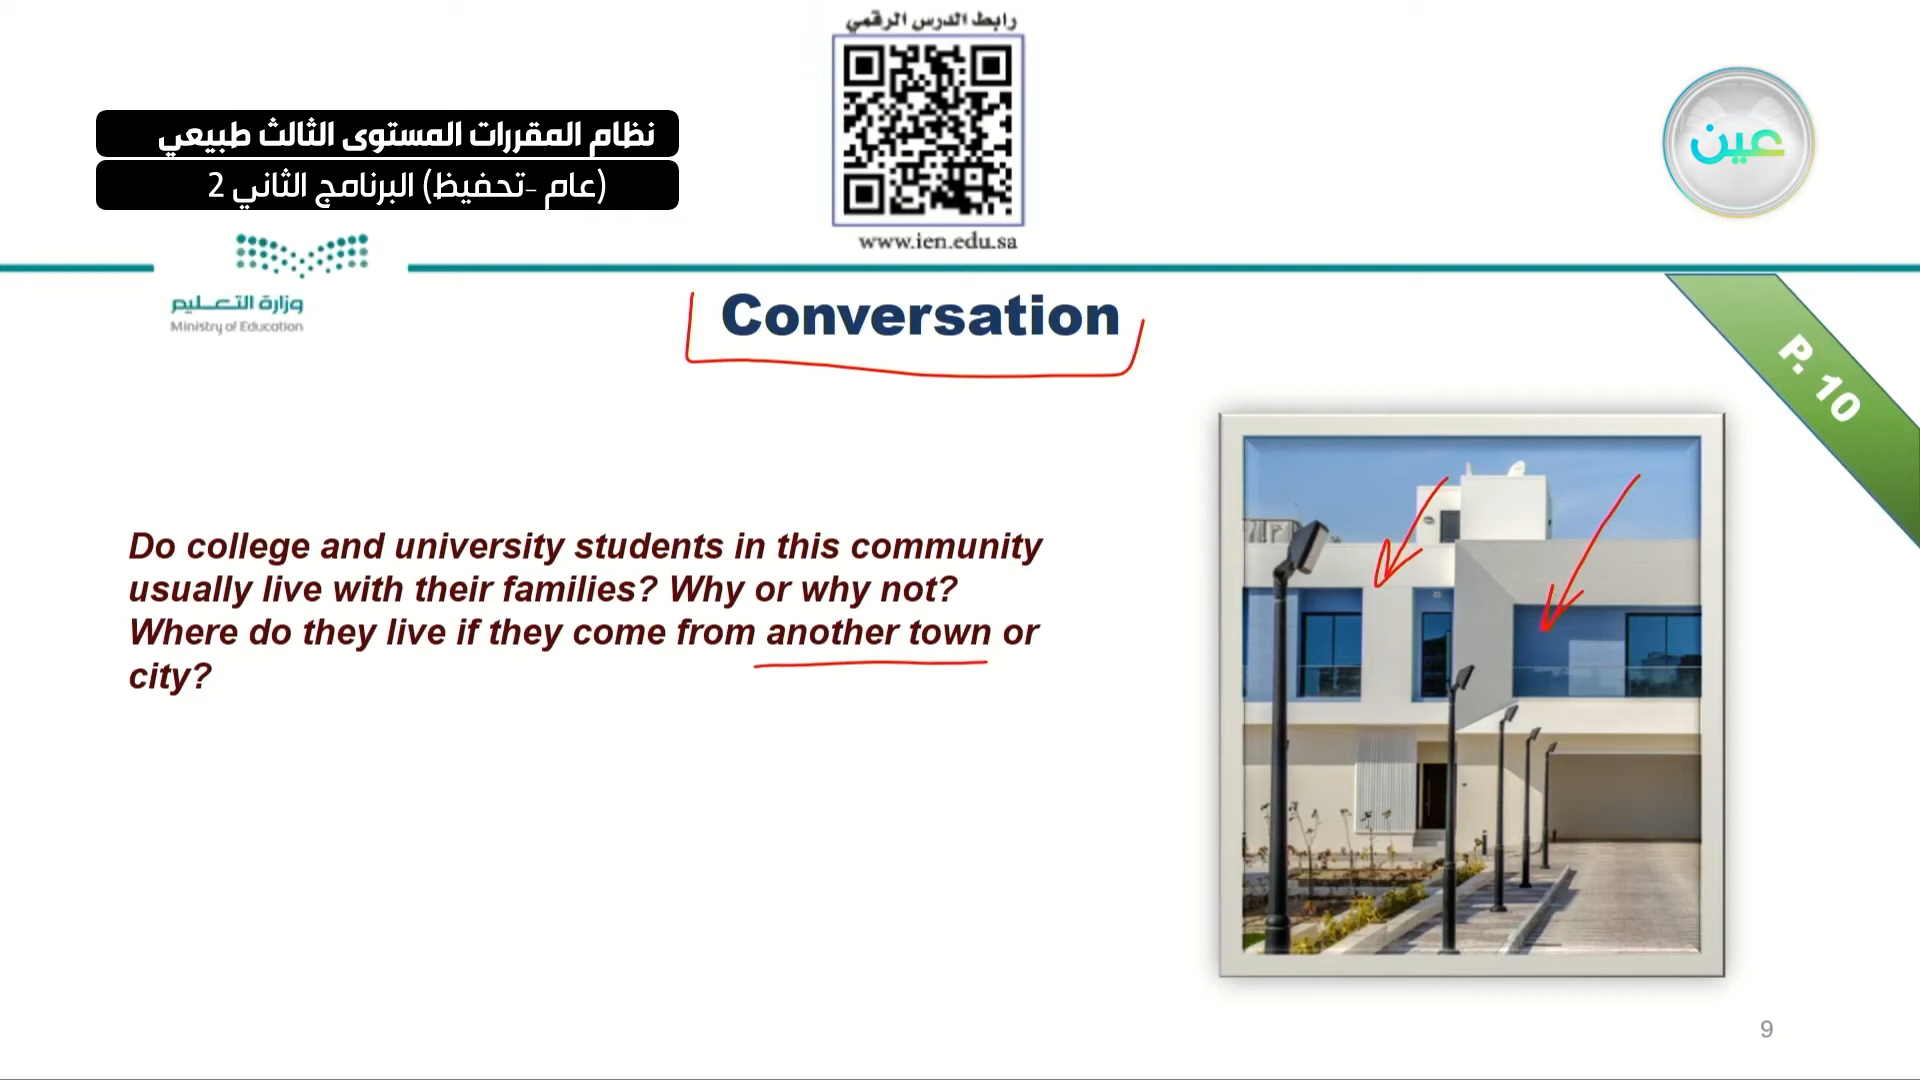 رابط الدرس الرقمي
www.ien.edu.sa
نظام المقررات المستوى الثالث طبيعي
(عام -تحفيظ) البرنامج الثاني 2
عين
وزارة التعليم
Ministry of Education
Conversation
P. 10
Do college and university students in this community
usually live with their families? Why or why not?
Where do they live if they come from another town or
city?
9